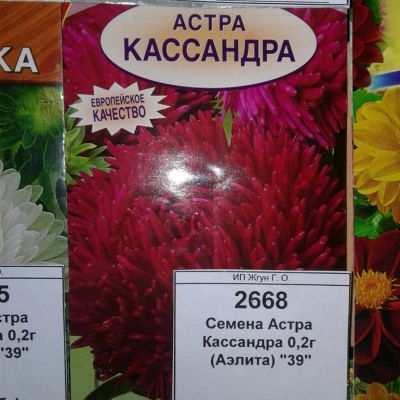 АСТРА
КАССАНДРА
КА
ЕВРОПЕЙСКОЕ
КАЧЕСТВО
ИП Жгун Г. О.
2668
Семена Астра
Кассандра 0,2г
(Аэлита) "39"
5
стра
а 0,2г
"39"